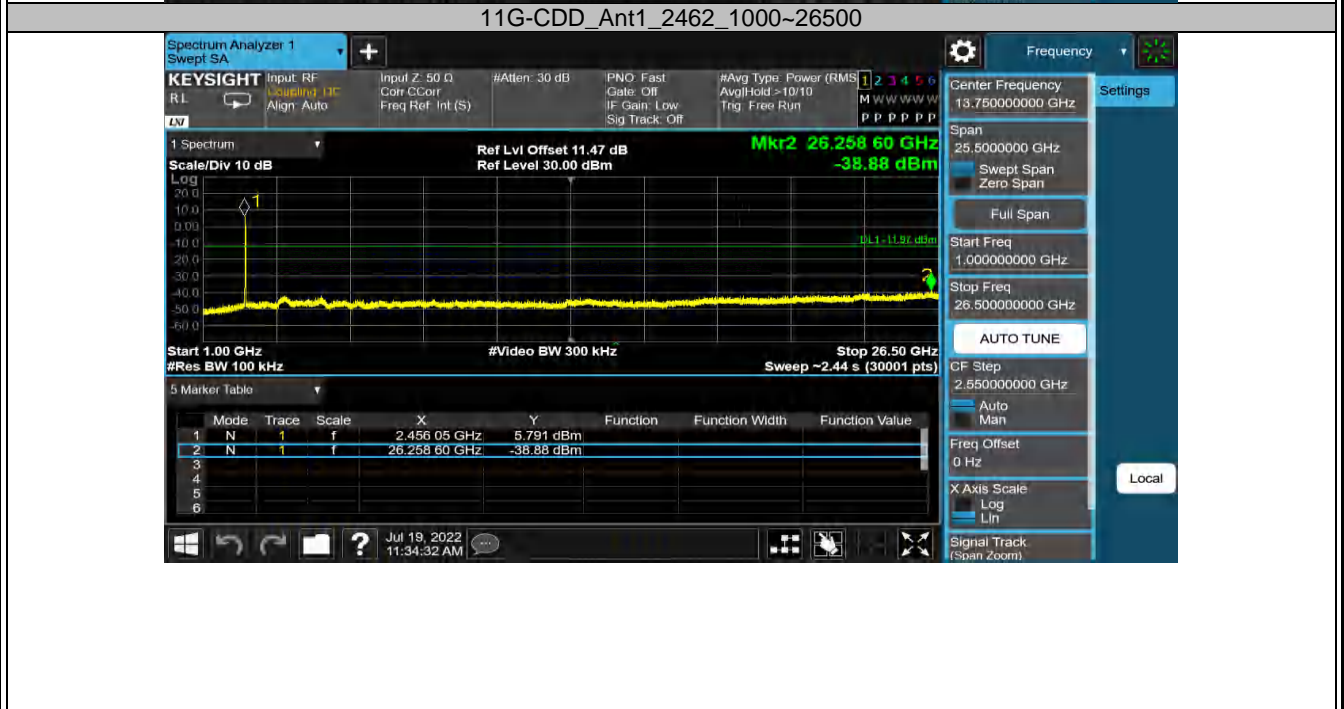 11G-CDD_Ant1_2462_1000~26500
Spectrum Analyzer 1
Swept SA
+
Frequency
KEYSIGHT
RL
LXI
Input: RF
Coupling: DC
Align: Auto
Input Z: 50 Ω
Corr CCorr
Freq Ref: Int (S)
#Atten: 30 dB
PNO: Fast
Gate: Off
IF Gain: Low
Sig Track: Off
#Avg Type: Power (RMS
Avg|Hold:>10/10
Trig: Free Run
1 2 3 4 5 6
M W W W W W
P P P P P P
1 Spectrum
Scale/Div 10 dB
Ref Lvl Offset 11.47 dB
Ref Level 30.00 dBm
Mkr2 26.258 60 GHz
-38.88 dBm
Log
20.0
10.0
0.00
-10.0
-20.0
-30.0
-40.0
-50.0
-60.0
1
2
Start 1.00 GHz
#Res BW 100 kHz
#Video BW 300 kHz
Stop 26.50 GHz
Sweep ~2.44 s (30001 pts)
5 Marker Table
Mode Trace Scale X Y Function Function Width Function Value
1 N 1 f 2.456 05 GHz 5.791 dBm
2 N 1 f 26.258 60 GHz -38.88 dBm
3
4
5
6
?
Jul 19, 2022
11:34:32 AM
Center Frequency
13.750000000 GHz
Span
25.5000000 GHz
Swept Span
Zero Span
Full Span
Start Freq
1.000000000 GHz
Stop Freq
26.500000000 GHz
AUTO TUNE
CF Step
2.550000000 GHz
Auto
Man
Freq Offset
0 Hz
X Axis Scale
Log
Lin
Signal Track
(Span Zoom)
Settings
Local